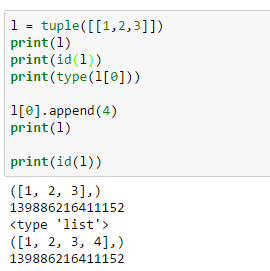 l = tuple([[1,2,3]])
print(l)
print(id(l))
print(type(l[0]))
l[0].append(4)
print(l)
print(id(l))
([1, 2, 3],)
139886216411152
<type 'list'>
([1, 2, 3, 4],)
139886216411152